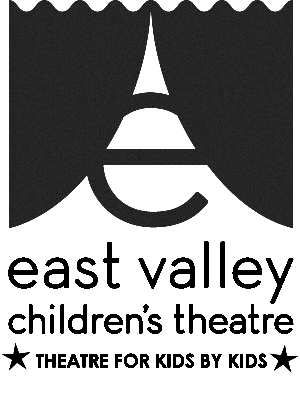 e
east valley
children's theatre
★ THEATRE FOR KIDS BY KIDS ★